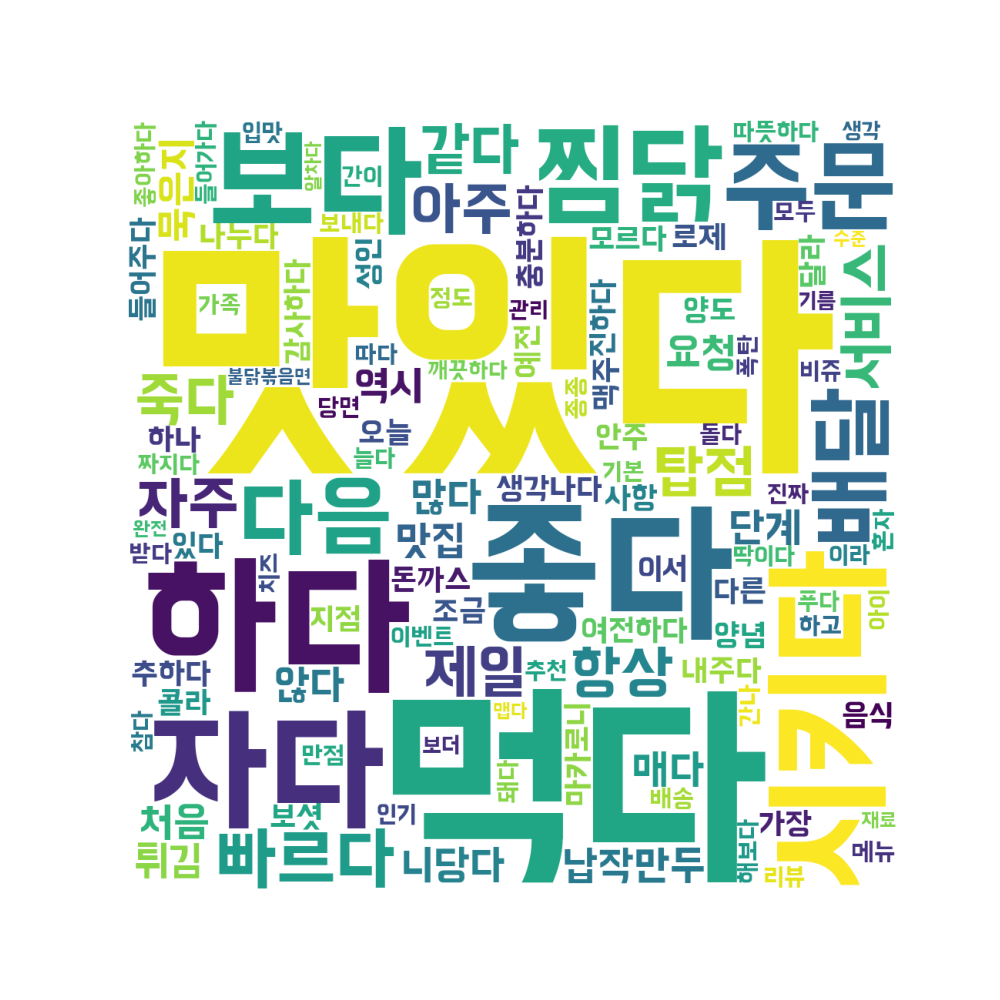 좋아하다
묵은지
들어가다
입맛
알차다
보다
간이
같다
찜닭
따뜻하다
생각
주문
모두
아주
충분하다
나누다
보내다
성인
모르다
로제
달라
수준
서비스
들어주다
맛있다
가족
감사하다
정도
관리
예전
양도
요청
기름
폭탄
비쥬
맥주진하다
따다
깨끗하다
종종
불닭볶음면
당면
역시
죽다
하나
오늘
안주
돌다
배달
짜지다
늘다
기본
탑점
자주
다음
많다
생각나다
사항
진짜
완전
받다
있다
맛집
좋다
단계
혼자
치즈
돈까스
이서
딱이다
이라
하다
지점
조금
다른
푸다
아이
시키다
이벤트
여전하다
양념
하고
추하다
않다
제일
추천
항상
내주다
콜라
참다
자다
만점
맵다
먹다
보더
마카로니
매다
간나
음식
돼다
배송
처음
보셧
인기
가장
재료
튀김
빠르다
니당다
납작만두
해보다
리뷰
메뉴